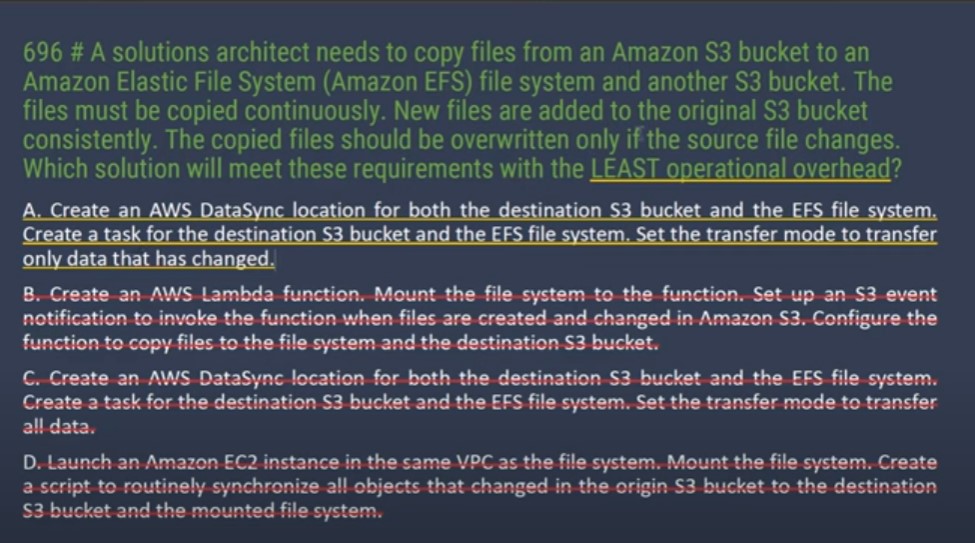 696 # A solutions architect needs to copy files from an Amazon S3 bucket to an
Amazon Elastic File System (Amazon EFS) file system and another S3 bucket. The
files must be copied continuously. New files are added to the original S3 bucket
consistently. The copied files should be overwritten only if the source file changes.
Which solution will meet these requirements with the LEAST operational overhead?
A. Create an AWS DataSync location for both the destination S3 bucket and the EFS file system.
Create a task for the destination S3 bucket and the EFS file system. Set the transfer mode to transfer
only data that has changed.
B. Create an AWS Lambda function. Mount the file system to the function. Set up an S3 event
notification to invoke the function when files are created and changed in Amazon S3. Configure the
function to copy files to the file system and the destination S3 bucket.
C. Create an AWS DataSync location for both the destination S3 bucket and the EFS file system.
Create a task for the destination S3 bucket and the EFS file system. Set the transfer mode to transfer
all data.
D. Launch an Amazon EC2 instance in the same VPC as the file system. Mount the file system. Create
a script to routinely synchronize all objects that changed in the origin S3 bucket to the destination
S3 bucket and the mounted file system.